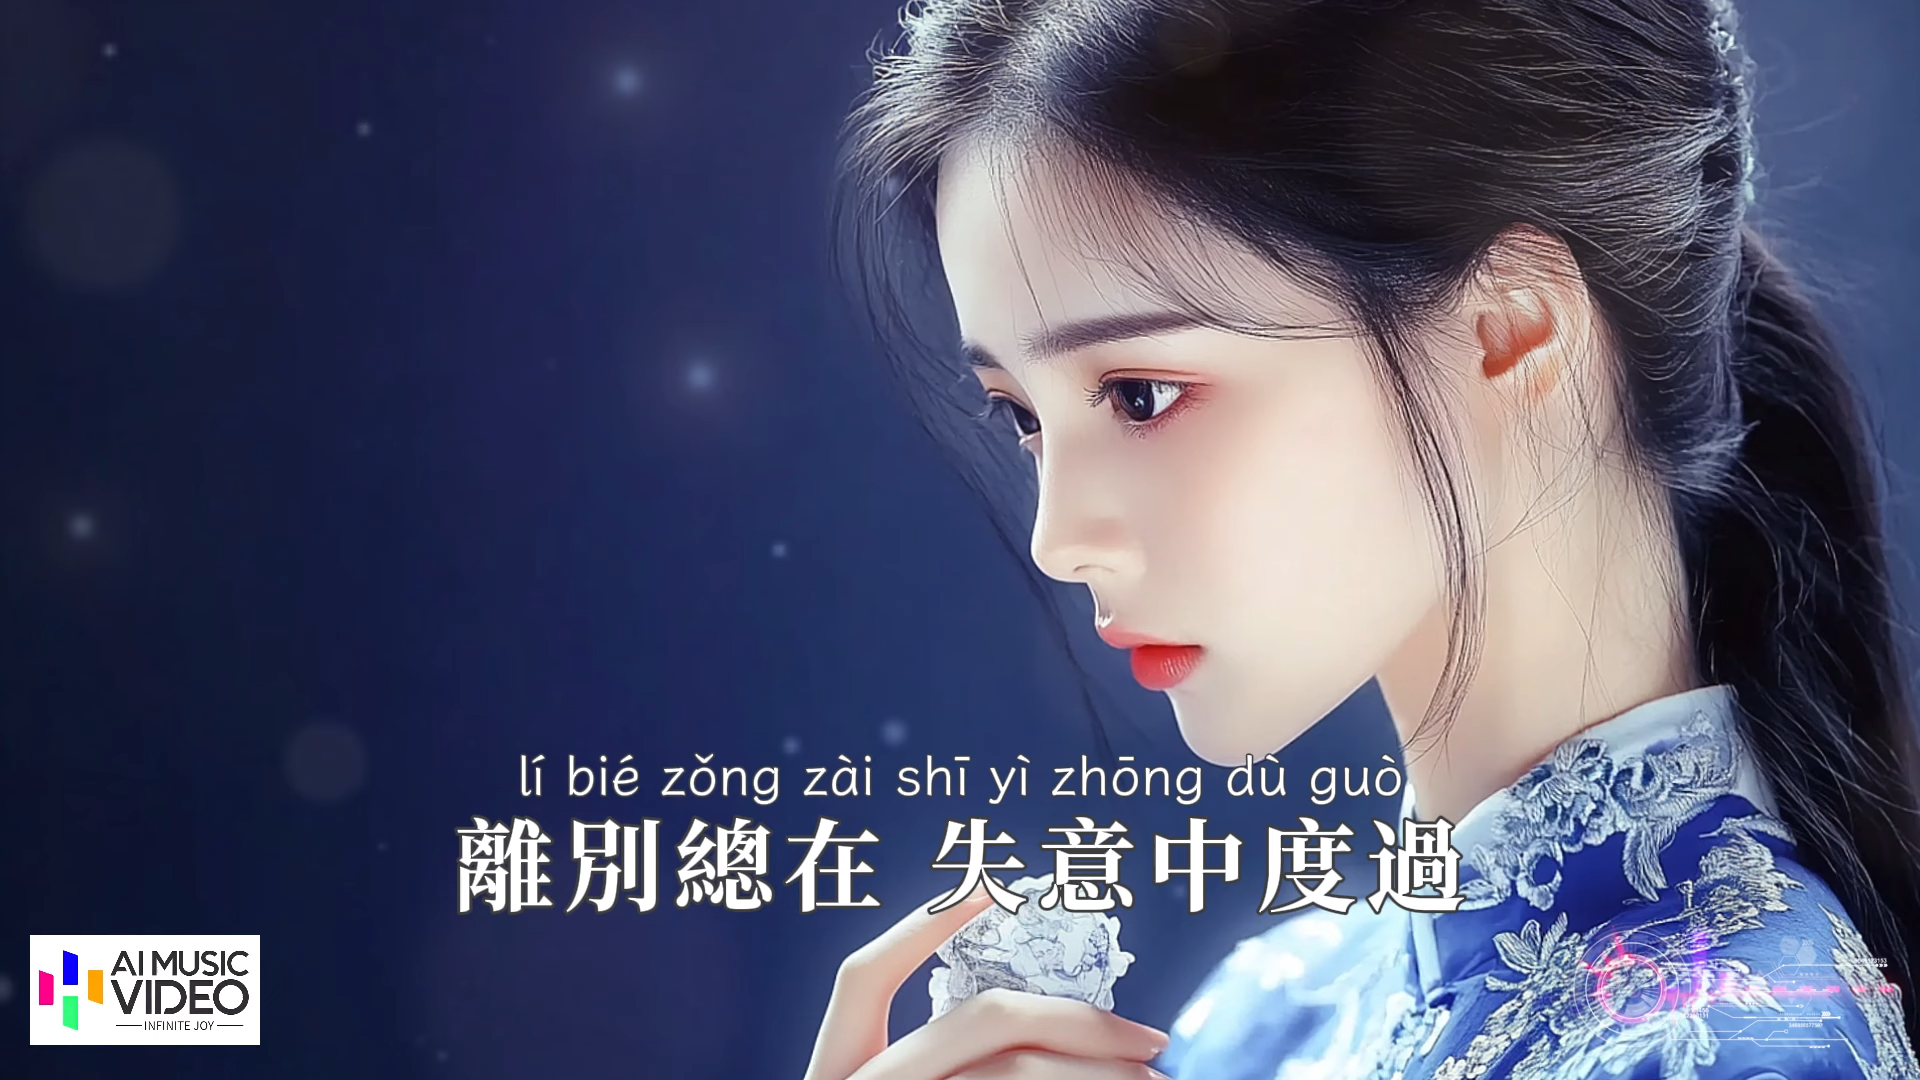 lí bié zǒng zài shī yì zhōng dù guò
離別總在 失意中度過
AI MUSIC
VIDEO
INFINITE JOY